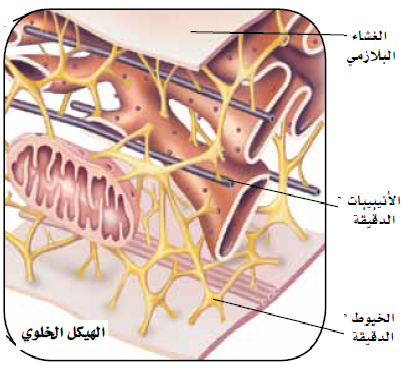 الغشاء
البلازمي
الأنيبيبات
الدقيقة
الخيوط
الدقيقة
الهيكل الخلوي